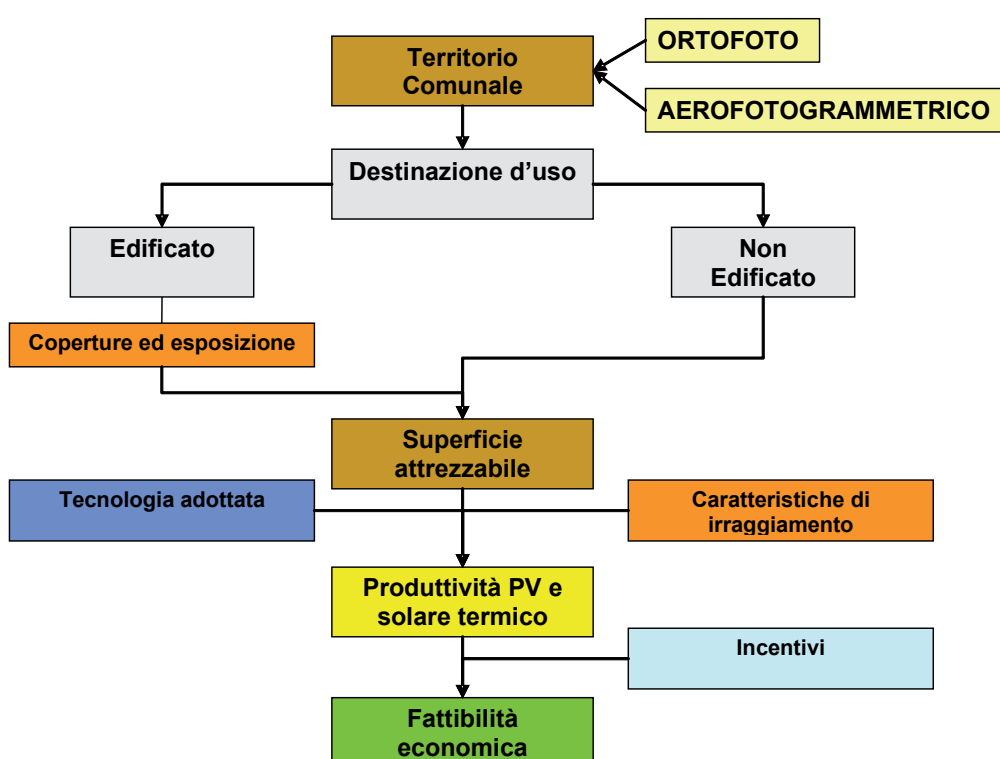 ORTOFOTO
Territorio
Comunale
AEROFOTOGRAMMETRICO
Destinazione d’uso
Edificato
Non
Edificato
Coperture ed esposizione
Superficie
attrezzabile
Tecnologia adottata
Caratteristiche di
irraggiamento
Produttività PV e
solare termico
Incentivi
Fattibilità
economica